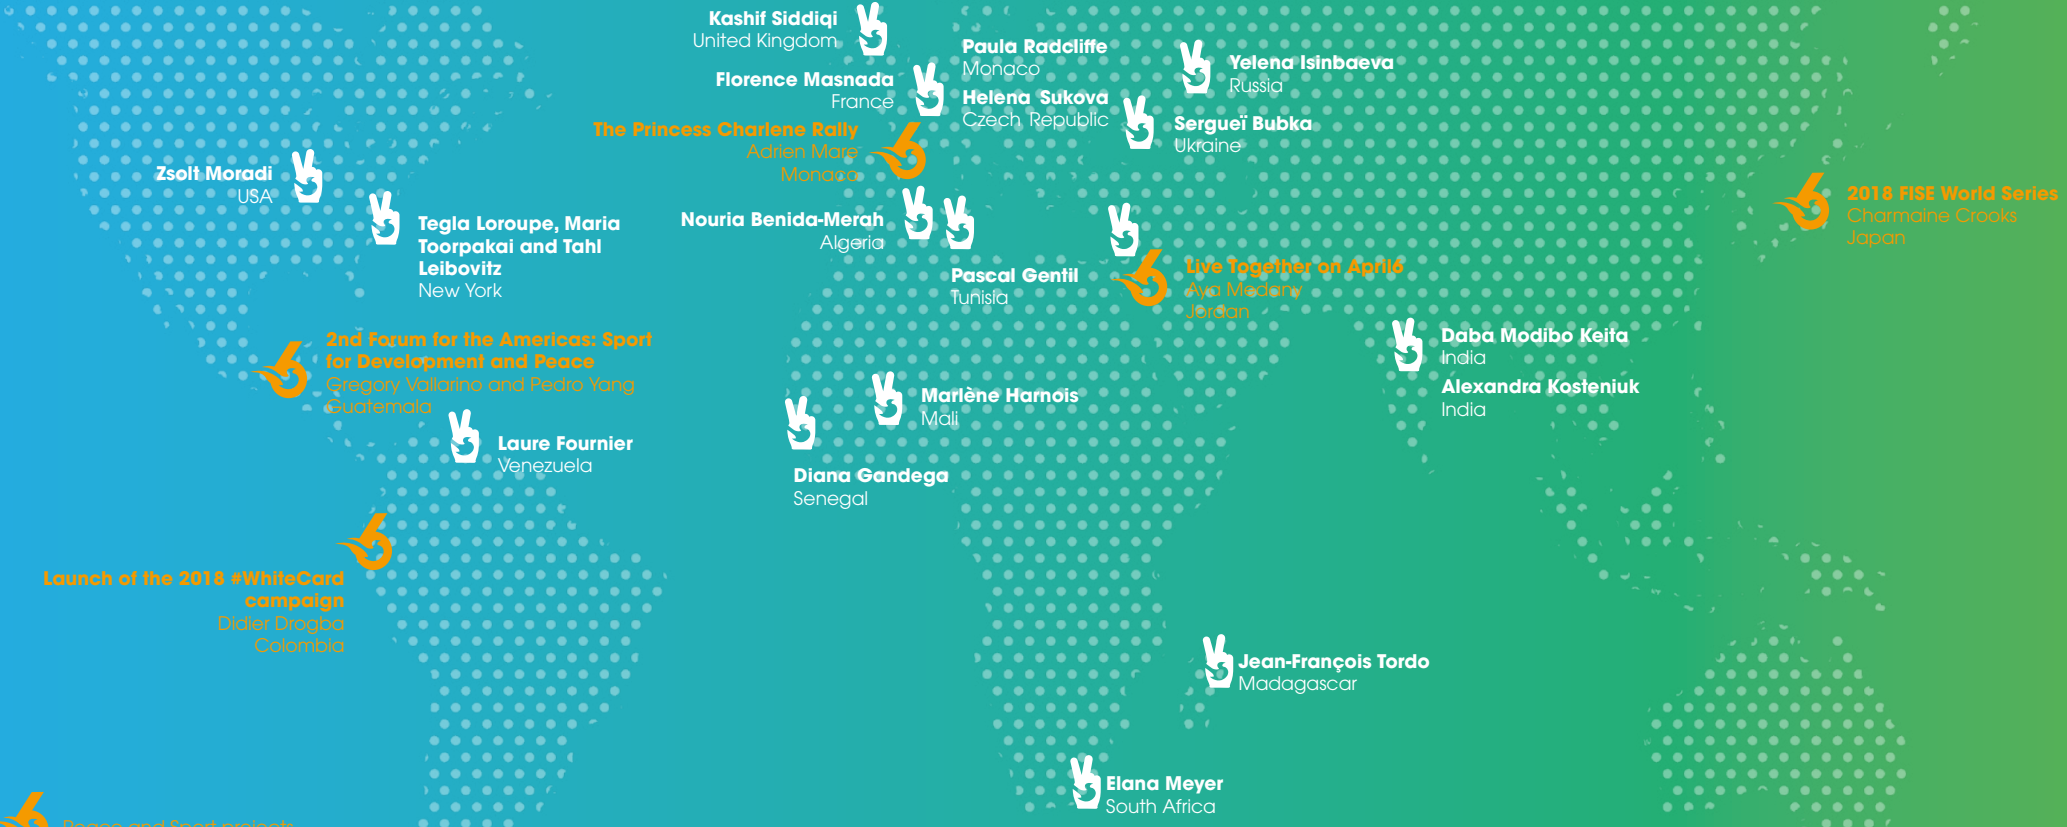 Kashif Siddiqi
United Kingdom
Paula Radcliffe
Monaco
Yelena Isinbaeva
Russia
Florence Masnada
France
Helena Sukova
Czech Republic
Sergueï Bubka
Ukraine
The Princess Charlene Rally
Adrien Mare
Monaco
Zsolt Moradi
USA
2018 FISE World Series
Charmaine Crooks
Japan
Tegla Loroupe, Maria
Toorpakai and Tahl
Leibovitz
New York
Nouria Benida-Merah
Algeria
Pascal Gentil
Tunisia
Live Together on April6
Aya Medany
Jordan
2nd Forum for the Americas: Sport
for Development and Peace
Gregory Vallarino and Pedro Yang
Guatemala
Daba Modibo Keita
India
Alexandra Kosteniuk
India
Marlène Harnois
Mali
Laure Fournier
Venezuela
Diana Gandega
Senegal
Launch of the 2018 #WhiteCard
campaign
Didier Drogba
Colombia
Jean-François Tordo
Madagascar
Elana Meyer
South Africa
Peace and Sport projects